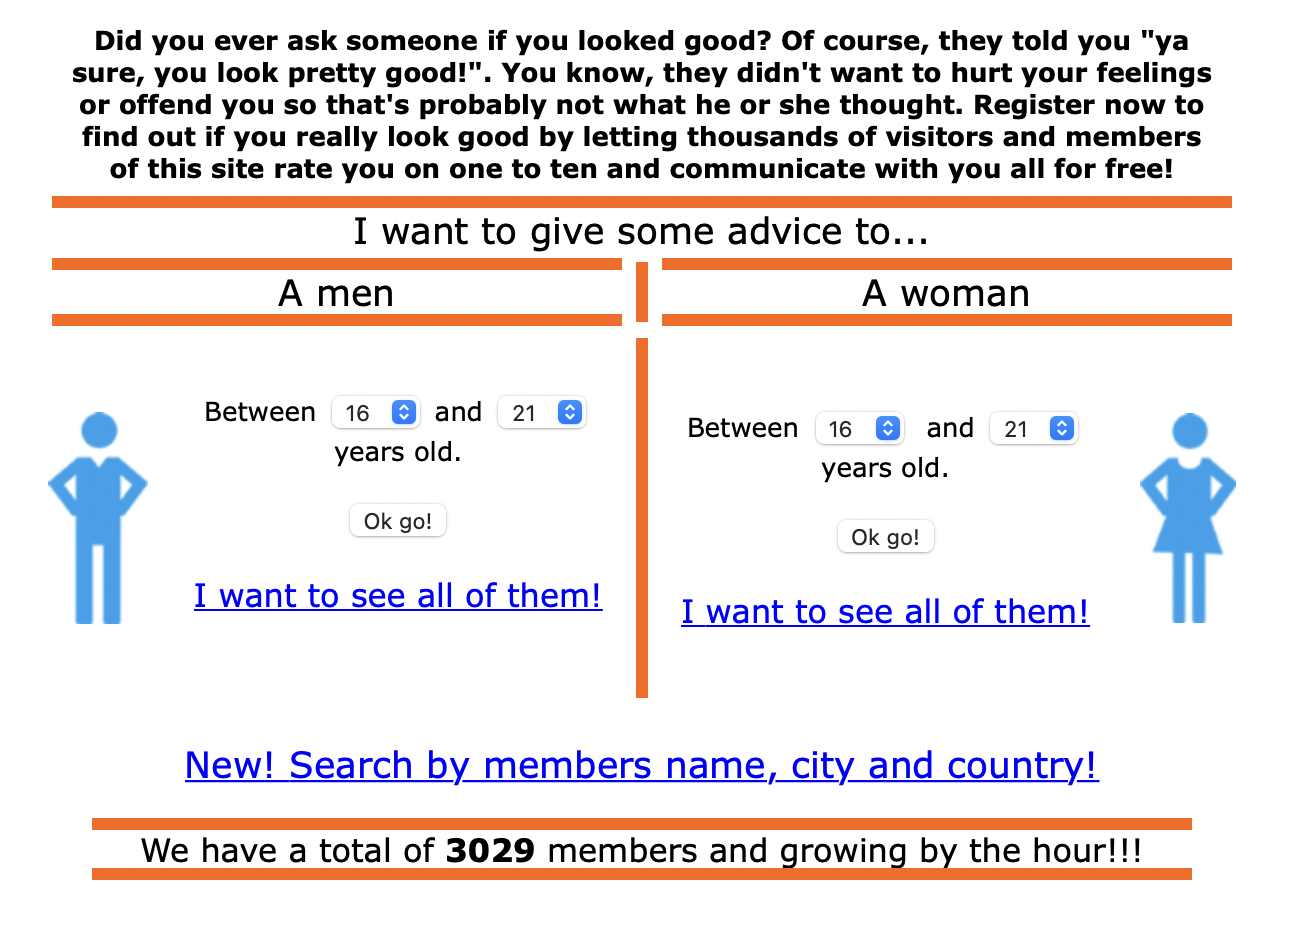 Did you ever ask someone if you looked good? Of course, they told you "ya
sure, you look pretty good!". You know, they didn't want to hurt your feelings
or offend you so that's probably not what he or she thought. Register now to
find out if you really look good by letting thousands of visitors and members
of this site rate you on one to ten and communicate with you all for free!
I want to give some advice to...
A men
Between 16 and 21
years old.
Ok go!
I want to see all of them!
A woman
Between 16 and 21
years old.
Ok go!
I want to see all of them!
New! Search by members name, city and country!
We have a total of 3029 members and growing by the hour!!!